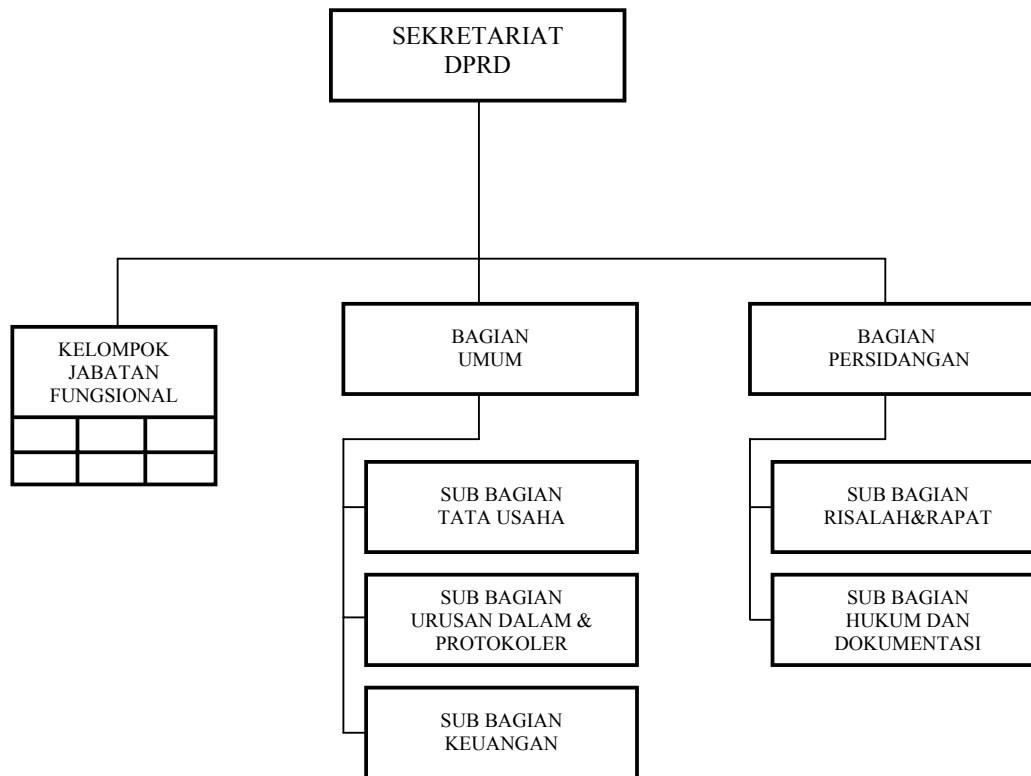 SEKRETARIAT
DPRD
KELOMPOK
JABATAN
FUNGSIONAL
BAGIAN
UMUM
BAGIAN
PERSIDANGAN
SUB BAGIAN
TATA USAHA
SUB BAGIAN
URUSAN DALAM &
PROTOKOLER
SUB BAGIAN
KEUANGAN
SUB BAGIAN
RISALAH&RAPAT
SUB BAGIAN
HUKUM DAN
DOKUMENTASI